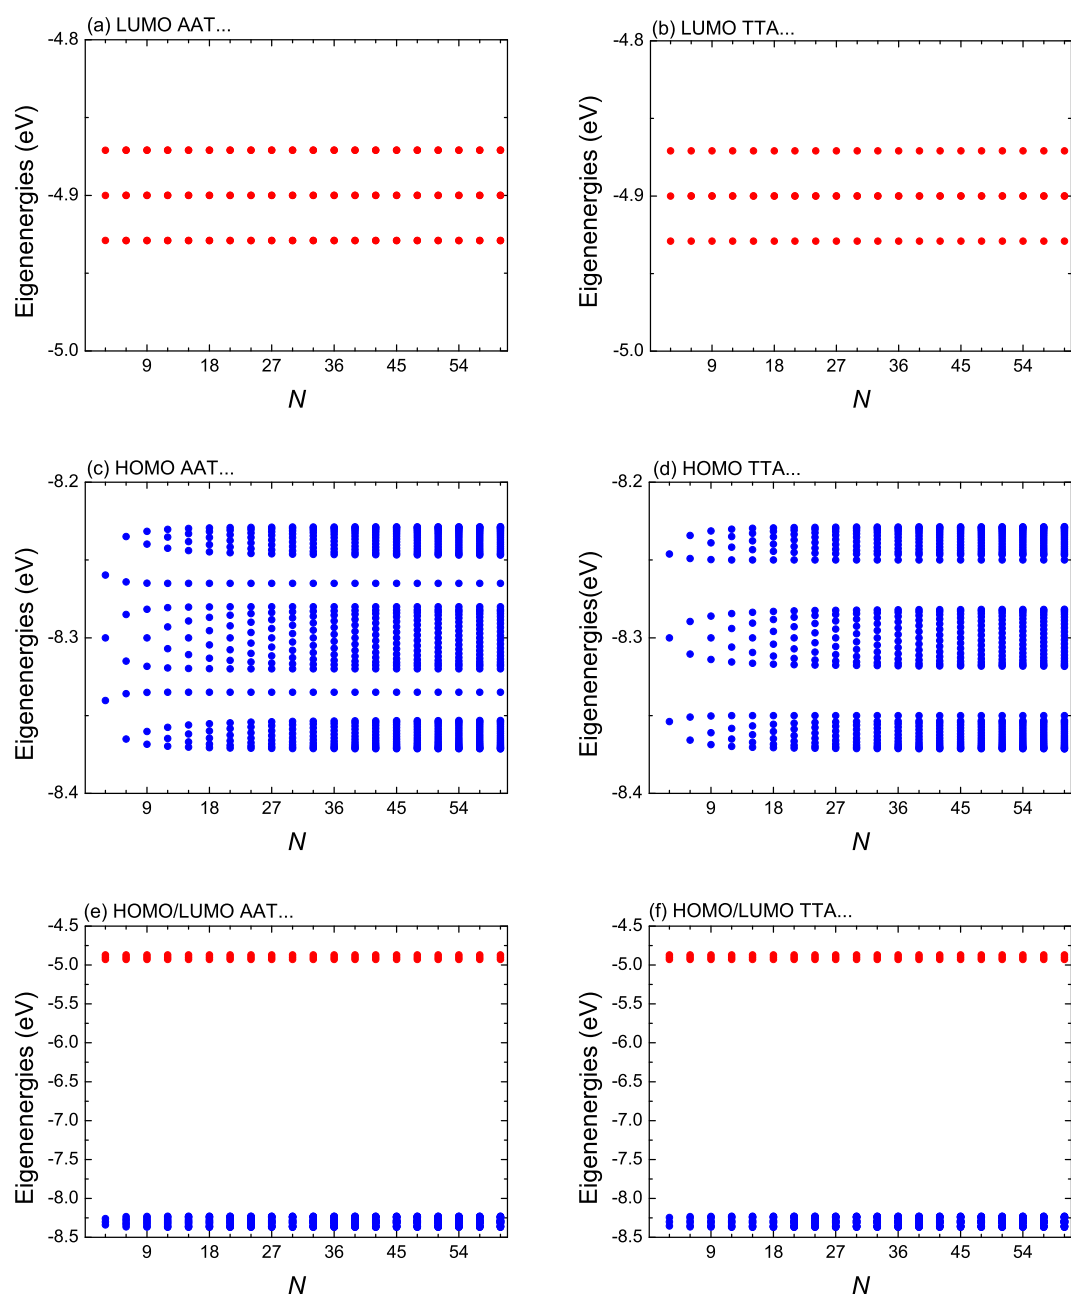 (a) LUMO AAT...
-4.8
-4.9
-5.0
Eigenenergies (eV)
9 18 27 36 45 54
N
(b) LUMO TTA...
-4.8
-4.9
-5.0
Eigenenergies (eV)
9 18 27 36 45 54
N
(c) HOMO AAT...
-8.2
-8.3
-8.4
Eigenenergies (eV)
9 18 27 36 45 54
N
(d) HOMO TTA...
-8.2
-8.3
-8.4
Eigenenergies(eV)
9 18 27 36 45 54
N
(e) HOMO/LUMO AAT...
-4.5
-5.0
-5.5
-6.0
-6.5
-7.0
-7.5
-8.0
-8.5
Eigenenergies (eV)
9 18 27 36 45 54
N
(f) HOMO/LUMO TTA...
-4.5
-5.0
-5.5
-6.0
-6.5
-7.0
-7.5
-8.0
-8.5
Eigenenergies (eV)
9 18 27 36 45 54
N